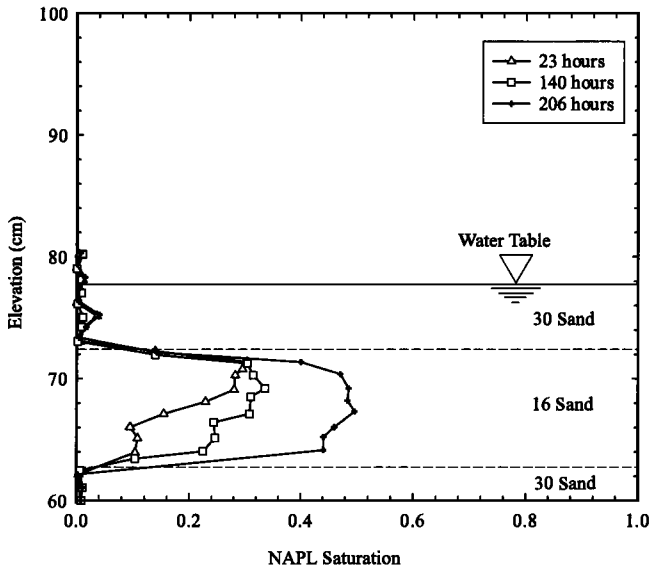 100
90
80
70
60
Elevation (cm)
23 hours
140 hours
206 hours
Water Table
30 Sand
16 Sand
30 Sand
0.0 0.2 0.4 0.6 0.8 1.0
NAPL Saturation